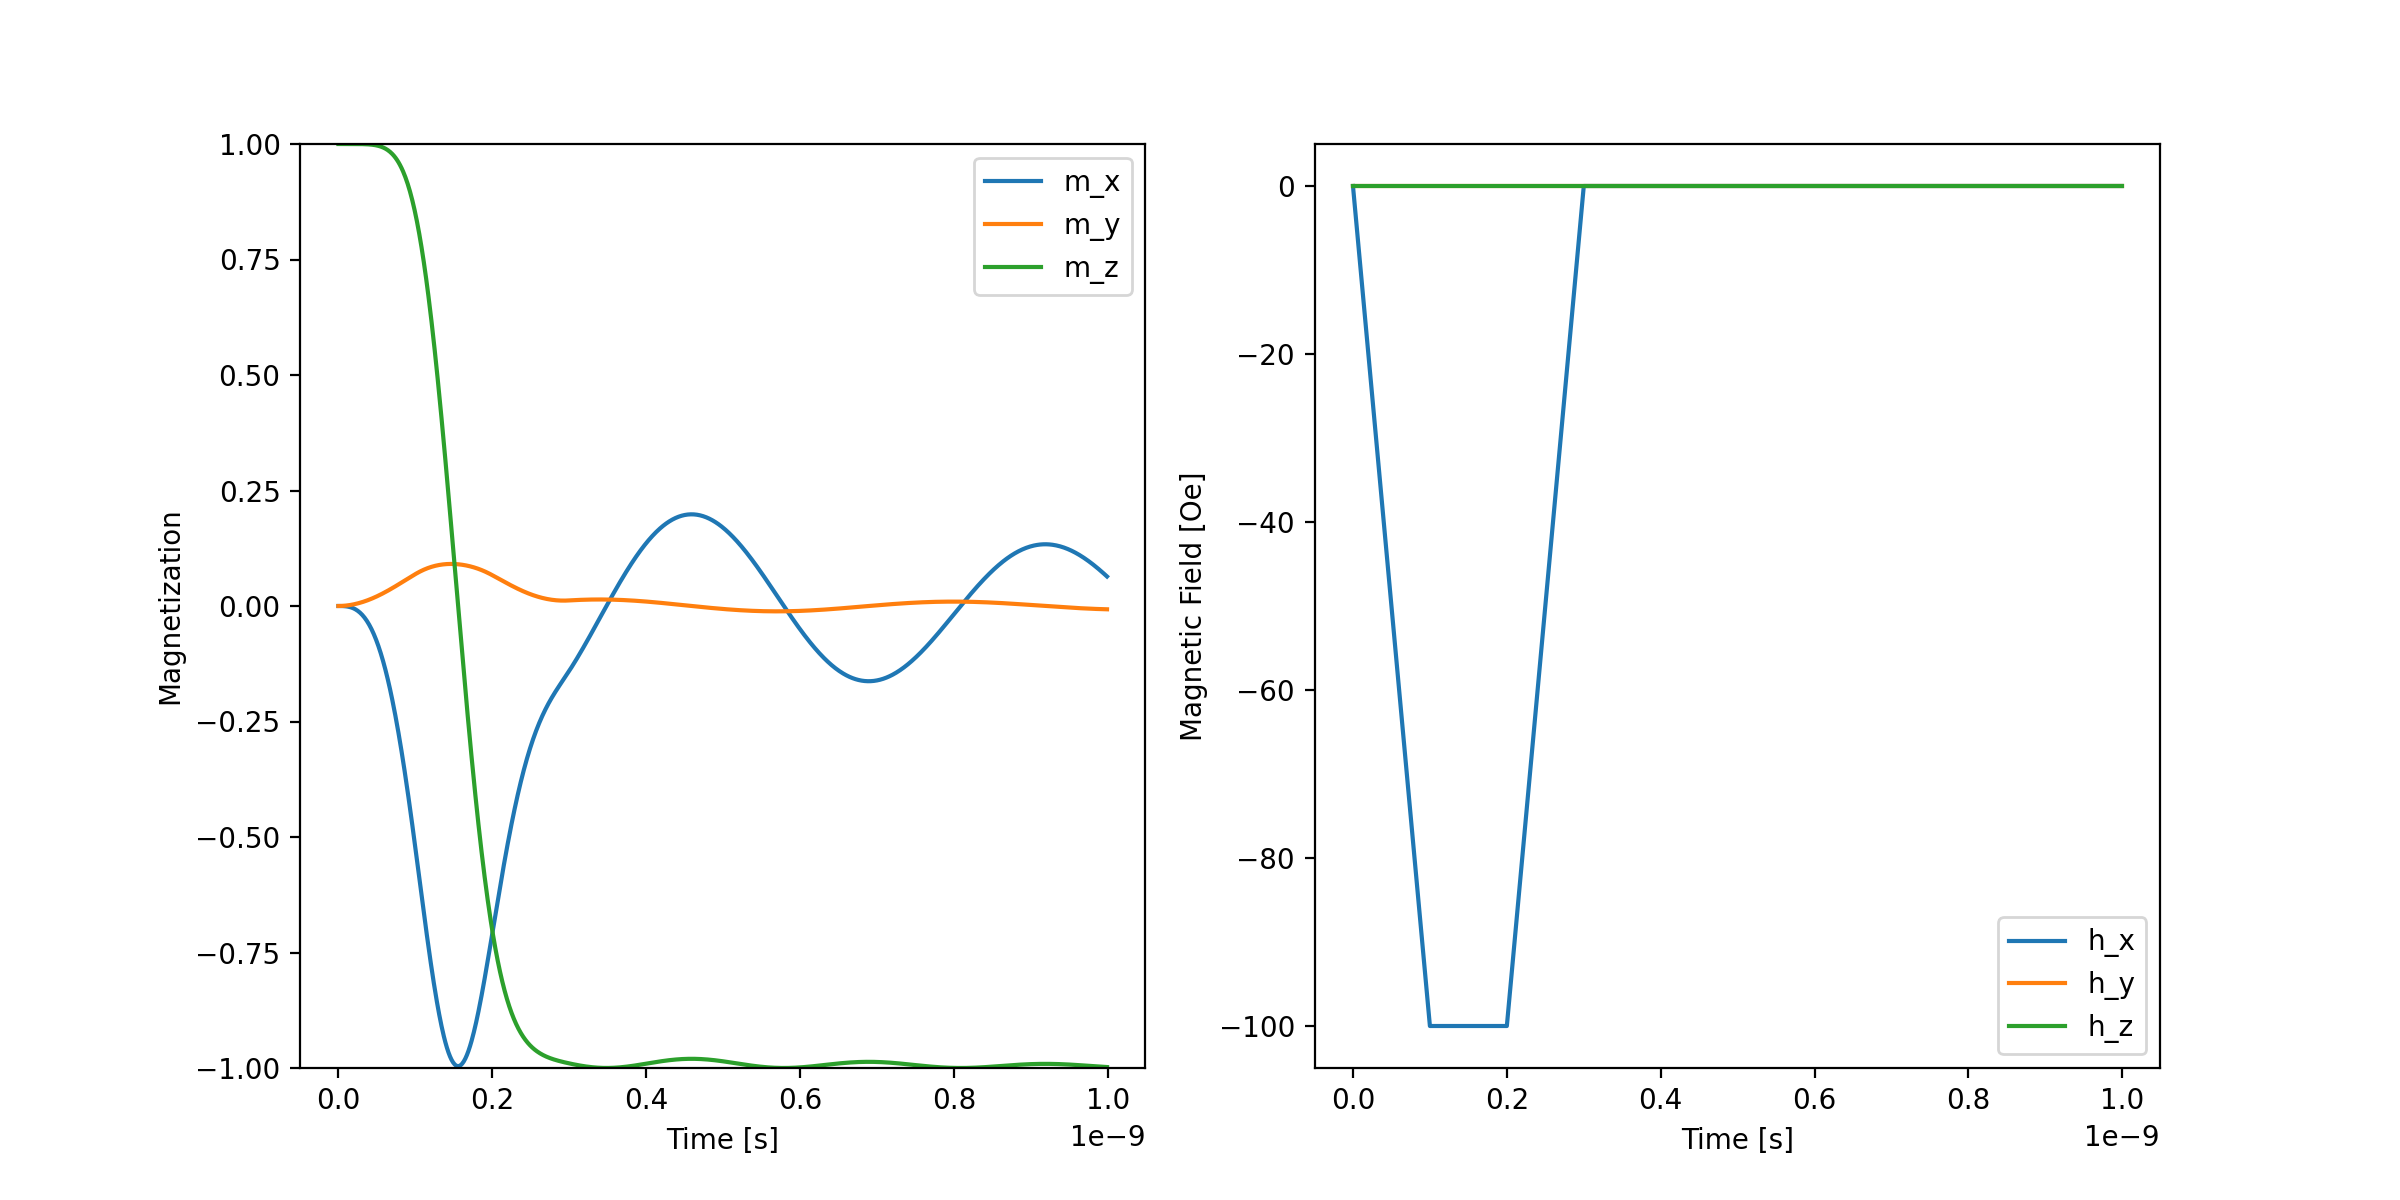 Magnetization
1.00
0.75
0.50
0.25
0.00
−0.25
−0.50
−0.75
−1.00
0.0 0.2 0.4 0.6 0.8 1.0
1e−9
Time [s]
m_x
m_y
m_z
Magnetic Field [Oe]
0
−20
−40
−60
−80
−100
0.0 0.2 0.4 0.6 0.8 1.0
1e−9
Time [s]
h_x
h_y
h_z